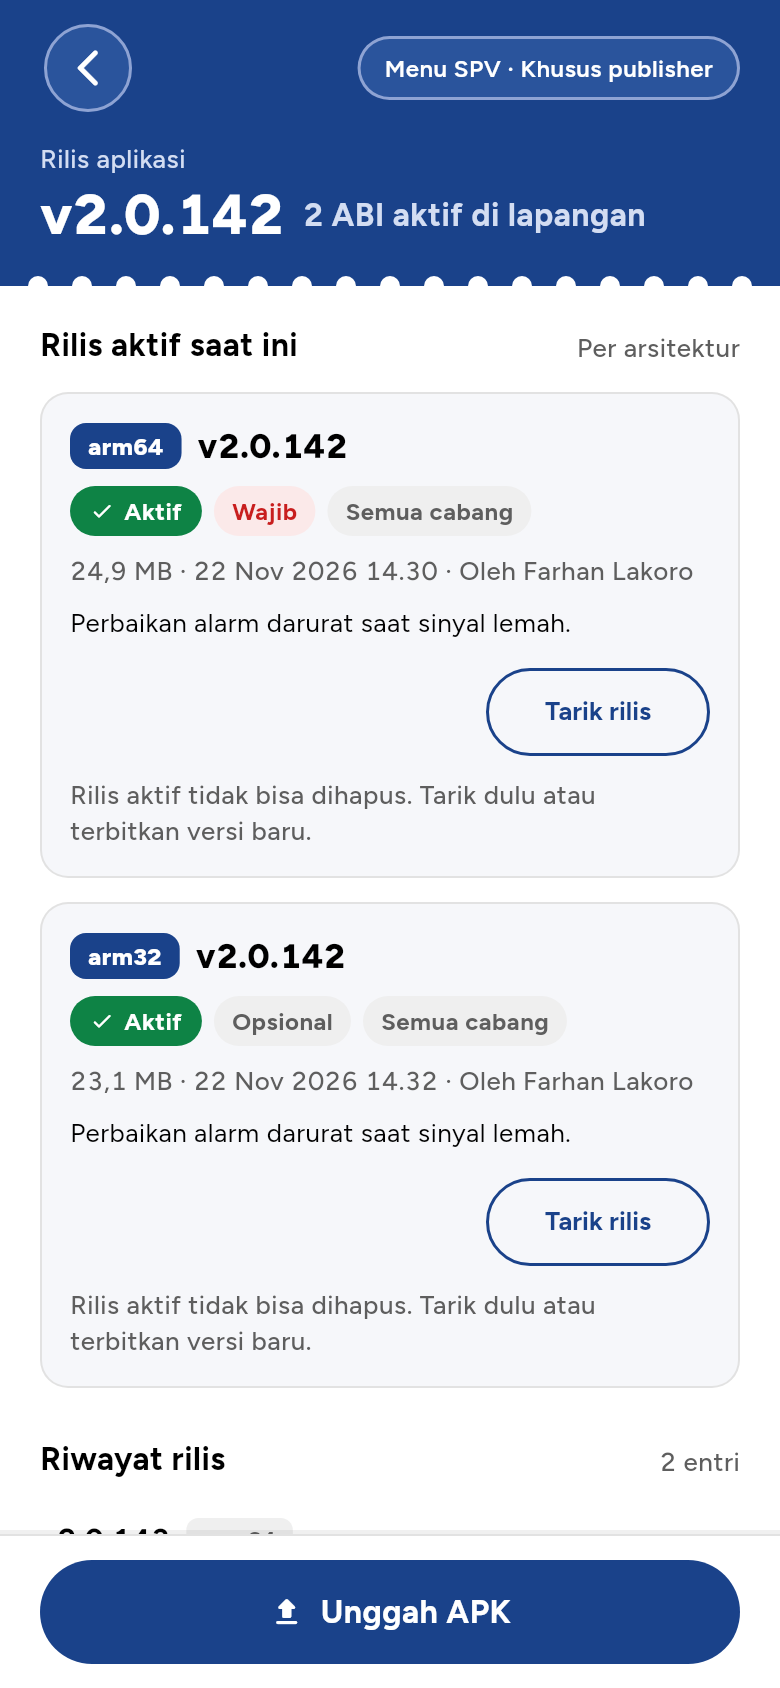 Menu SPV · Khusus publisher
Rilis aplikasi
v2.0.142 2 ABI aktif di lapangan
Rilis aktif saat ini
Per arsitektur
arm64 v2.0.142
Aktif
Wajib
Semua cabang
24,9 MB · 22 Nov 2026 14.30 · Oleh Farhan Lakoro
Perbaikan alarm darurat saat sinyal lemah.
Tarik rilis
Rilis aktif tidak bisa dihapus. Tarik dulu atau
terbitkan versi baru.
arm32 v2.0.142
Aktif
Opsional
Semua cabang
23,1 MB · 22 Nov 2026 14.32 · Oleh Farhan Lakoro
Perbaikan alarm darurat saat sinyal lemah.
Tarik rilis
Rilis aktif tidak bisa dihapus. Tarik dulu atau
terbitkan versi baru.
Riwayat rilis
2 entri
Unggah APK